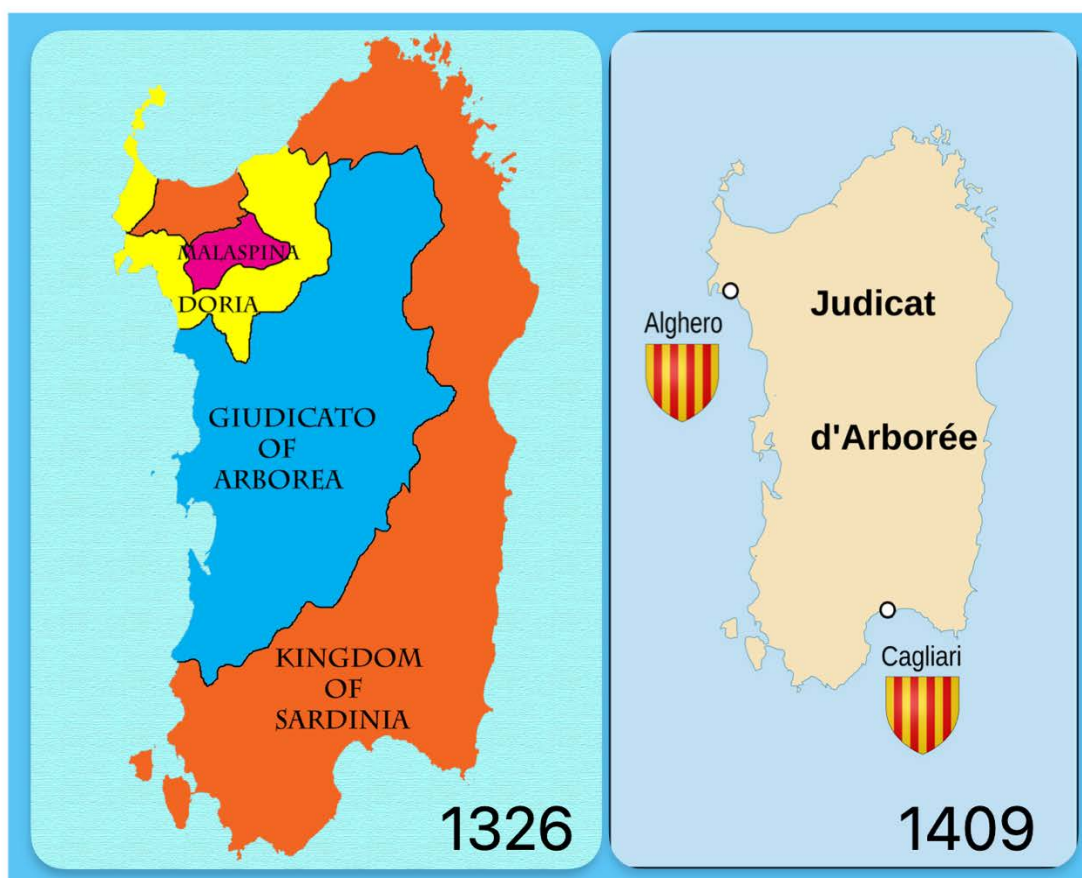 MALASPINA
DORIA
GIUDICATO
OF
ARBOREA
KINGDOM
OF
SARDINIA
1326
Judicat
Alghero
d'Arborée
Cagliari
1409